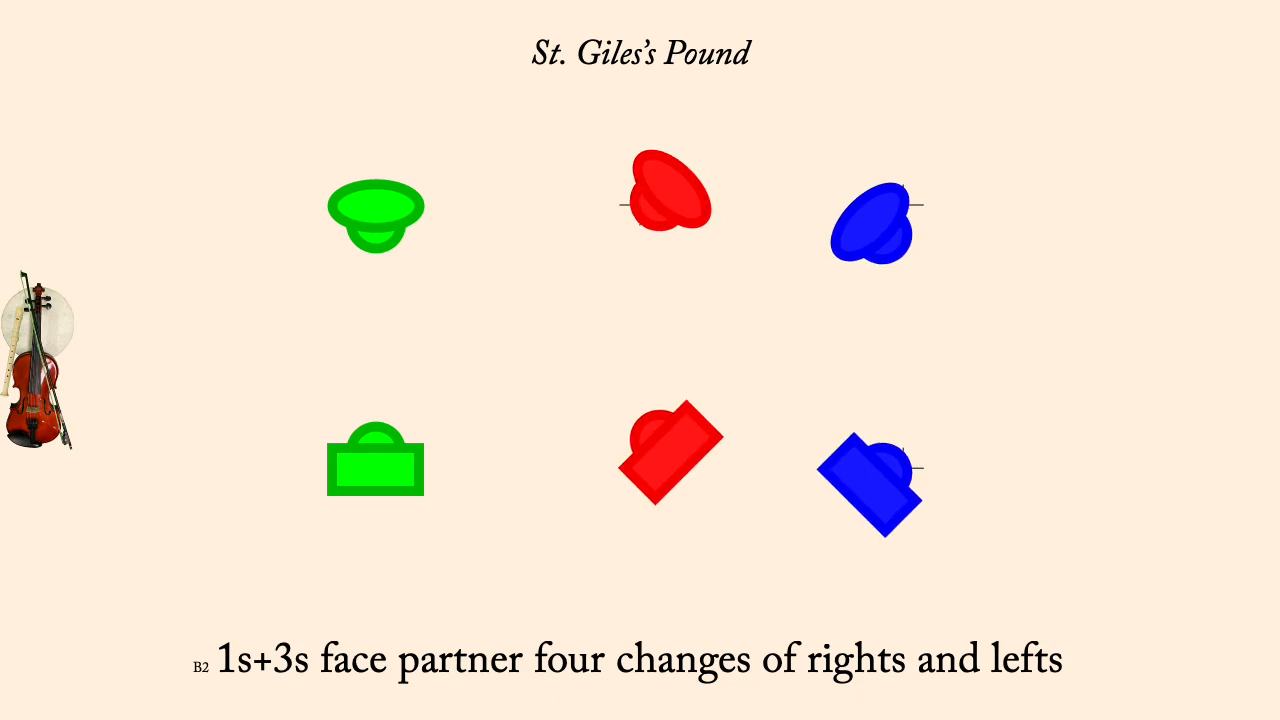 St. Giles’s Pound
B2 1s+3s face partner four changes of rights and lefts